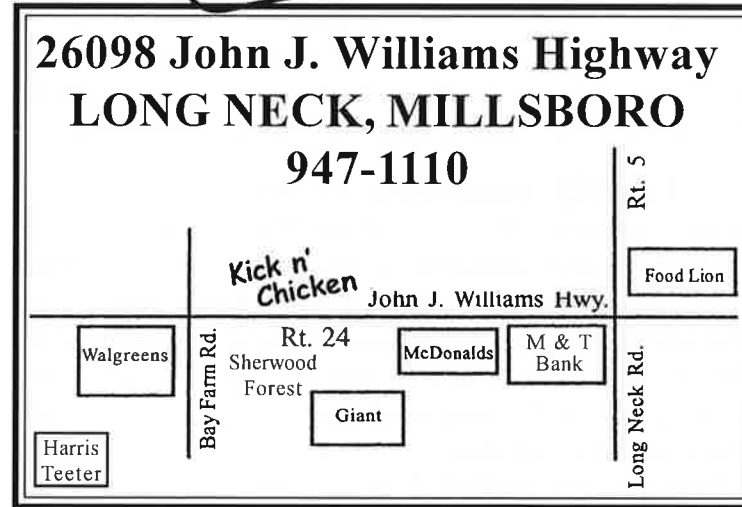 26098 John J. Williams Highway
LONG NECK, MILLSBORO
947-1110
Rt. 5
Kick n'
Chicken
John J. Williams Hwy.
Food Lion
Walgreens
Bay Farm Rd.
Rt. 24
Sherwood
Forest
McDonalds
M & T
Bank
Giant
Long Neck Rd.
Harris
Teeter